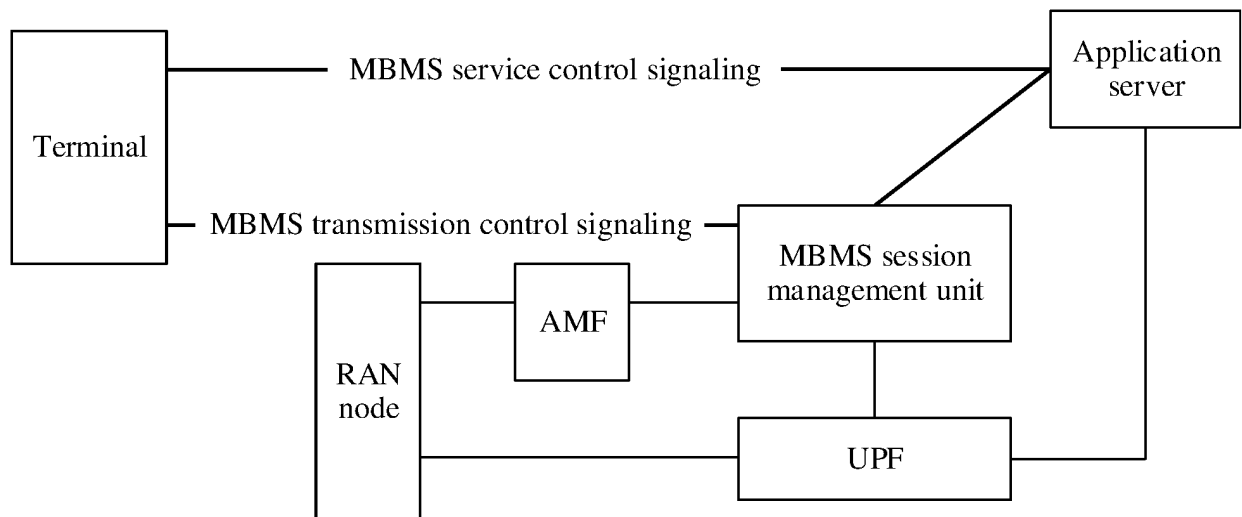 Application
server
MBMS service control signaling
Terminal
MBMS transmission control signaling
MBMS session
management unit
AMF
RAN
node
UPF